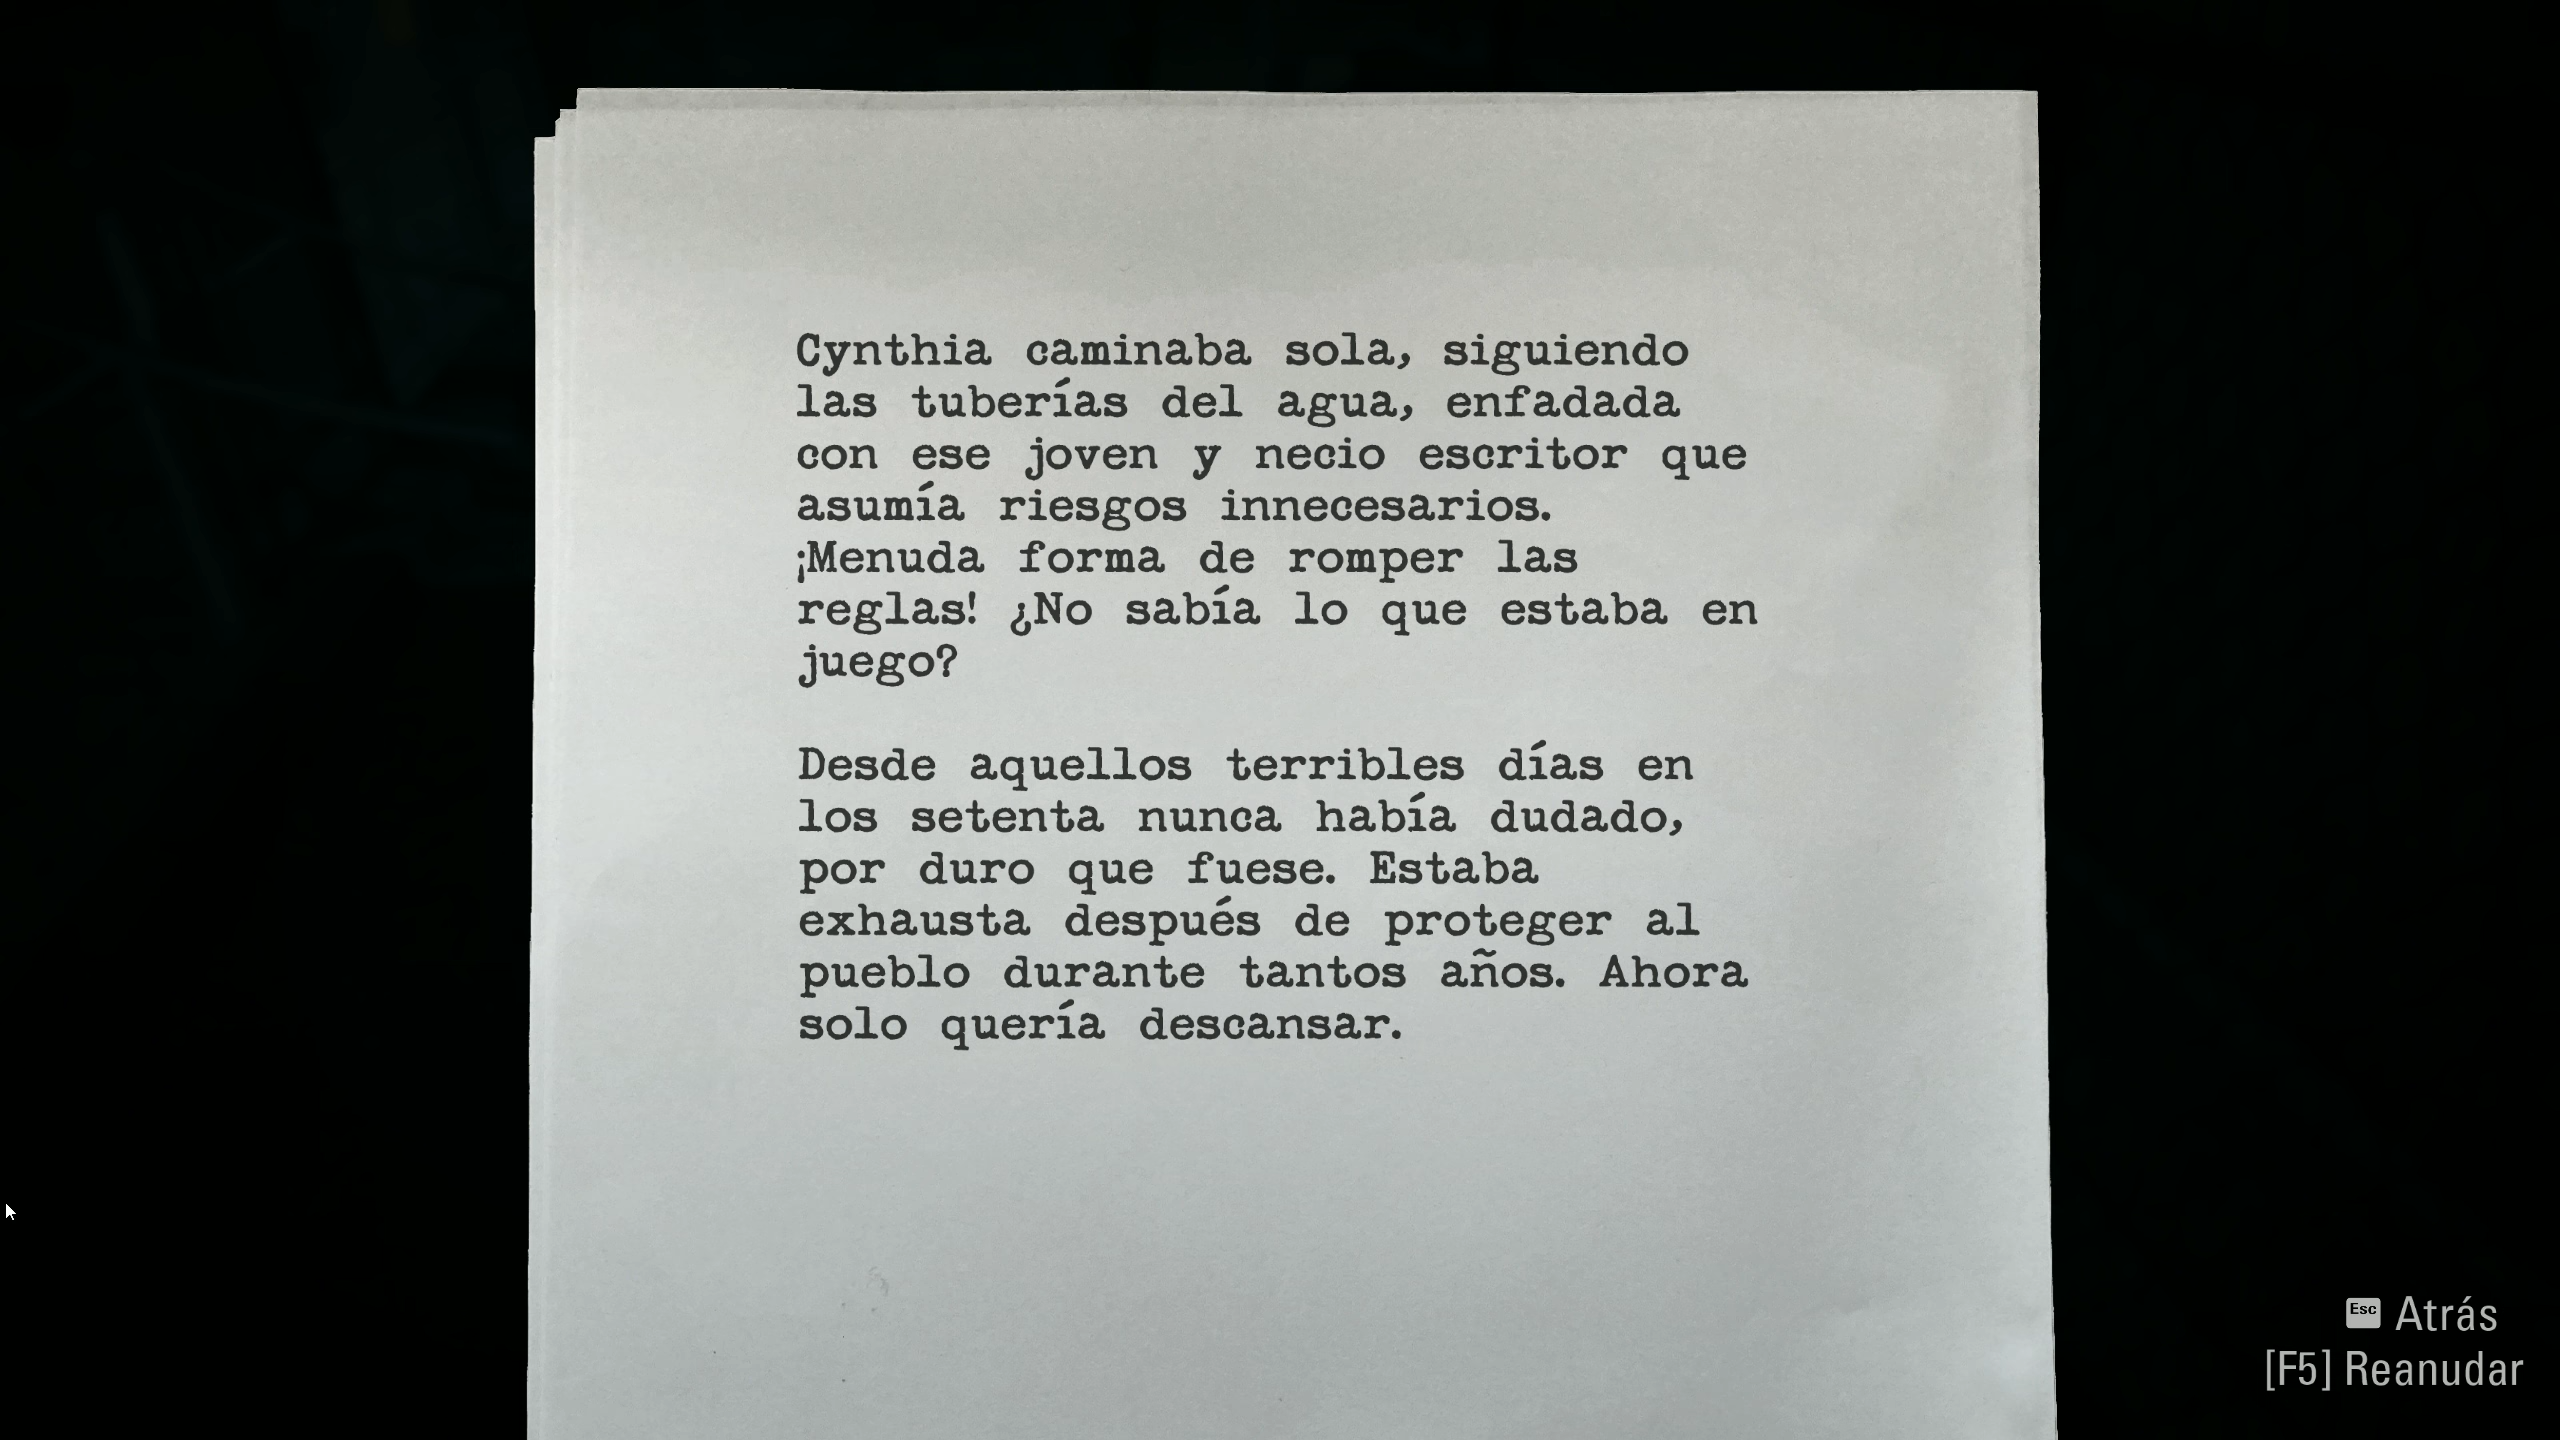 Cynthia caminaba sola, siguiendo
las tuberías del agua, enfadada
con ese joven y necio escritor que
asumía riesgos innecesarios.
¡Menuda forma de romper las
reglas! ¿No sabía lo que estaba en
juego?
Desde aquellos terribles días en
los setenta nunca había dudado,
por duro que fuese. Estaba
exhausta después de proteger al
pueblo durante tantos años. Ahora
solo quería descansar.
Esc Atrás
[F5] Reanudar